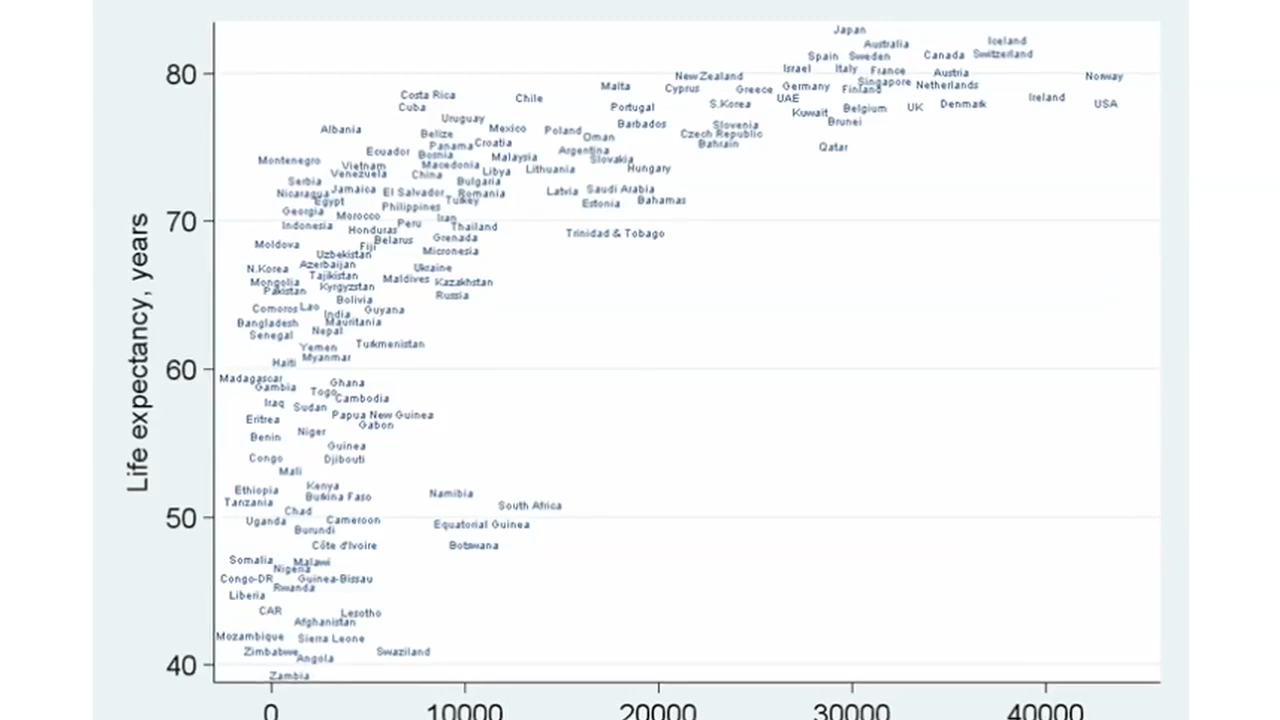 Life expectancy, years
80
70
60
50
40
0 10000 20000 30000 40000
Japan
Iceland
Australia
Spain Sweden Canada Switzerland
Israel Italy France Austria
New Zealand Norway
Malta Cyprus Greece Germany Finland Singapore Netherlands
Costa Rica Chile UAE Ireland
Cuba Portugal S.Korea Kuwait Belgium UK Denmark USA
Uruguay Barbados Slovenia Brunei
Albania Belize Mexico Poland Oman Czech Republic
Panama Croatia Bahrain Qatar
Ecuador Bosnia Malaysia Argentina Slovakia
Montenegro Vietnam Macedonia Libya Lithuania Hungary
Venezuela China
Serbia Bulgaria
Nicaragua Jamaica El Salvador Romania Latvia Saudi Arabia
Egypt Turkey Estonia Bahamas
Georgia Philippines
Morocco Iran
Indonesia Honduras Peru Thailand
Trinidad & Tobago
Moldova Fiji Belarus Grenada
Uzbekistan Micronesia
N.Korea Azerbaijan Ukraine
Mongolia Tajikistan Maldives Kazakhstan
Pakistan Kyrgyzstan Russia
Bolivia
Comoros Lao India Guyana
Bangladesh Mauritania
Senegal Nepal
Yemen Turkmenistan
Haiti Myanmar
Madagascar Ghana
Gambia Togo Cambodia
Iraq Sudan
Eritrea Papua New Guinea
Gabon
Benin Niger
Guinea
Congo Djibouti
Mali
Ethiopia Kenya Namibia
Tanzania Burkina Faso South Africa
Chad
Uganda Cameroon Equatorial Guinea
Burundi
Côte d'Ivoire Botswana
Somalia Malawi
Nigeria
Congo-DR Guinea-Bissau
Rwanda
Liberia
CAR Lesotho
Afghanistan
Mozambique Sierra Leone
Zimbabwe Swaziland
Angola
Zambia